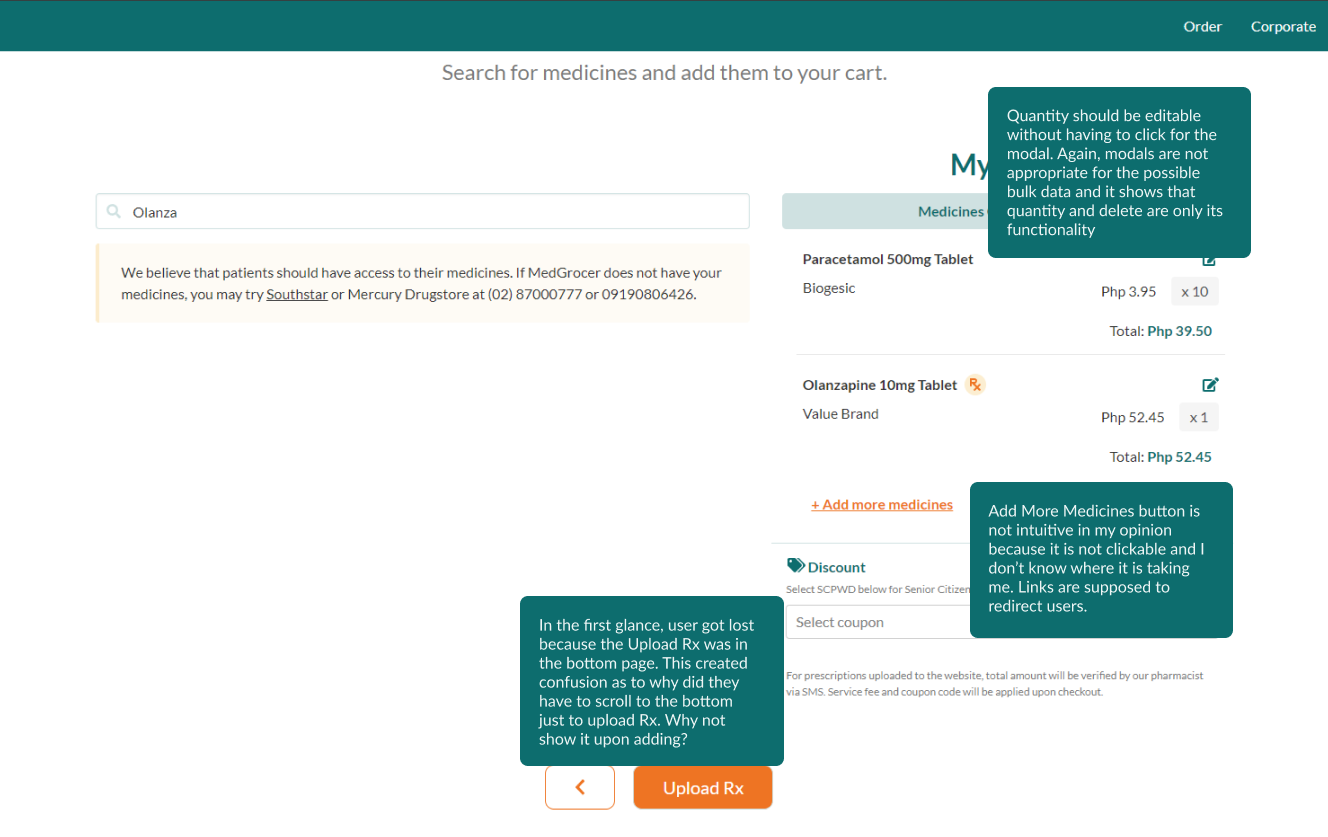 Order
Corporate
Search for medicines and add them to your cart.
Quantity should be editable
without having to click for the
modal. Again, modals are not
appropriate for the possible
bulk data and it shows that
quantity and delete are only its
functionality
My
Olanza
Medicines
We believe that patients should have access to their medicines. If MedGrocer does not have your
medicines, you may try Southstar or Mercury Drugstore at (02) 87000777 or 09190806426.
Paracetamol 500mg Tablet
Biogesic
Php 3.95
x 10
Total: Php 39.50
Olanzapine 10mg Tablet
Rx
Value Brand
Php 52.45
x 1
Total: Php 52.45
+ Add more medicines
Add More Medicines button is
not intuitive in my opinion
because it is not clickable and I
don't know where it is taking
me. Links are supposed to
redirect users.
Discount
Select SCPWD below for Senior Citizen
Select coupon
In the first glance, user got lost
because the Upload Rx was in
the bottom page. This created
confusion as to why did they
have to scroll to the bottom
just to upload Rx. Why not
show it upon adding?
For prescriptions uploaded to the website, total amount will be verified by our pharmacist
via SMS. Service fee and coupon code will be applied upon checkout.
Upload Rx